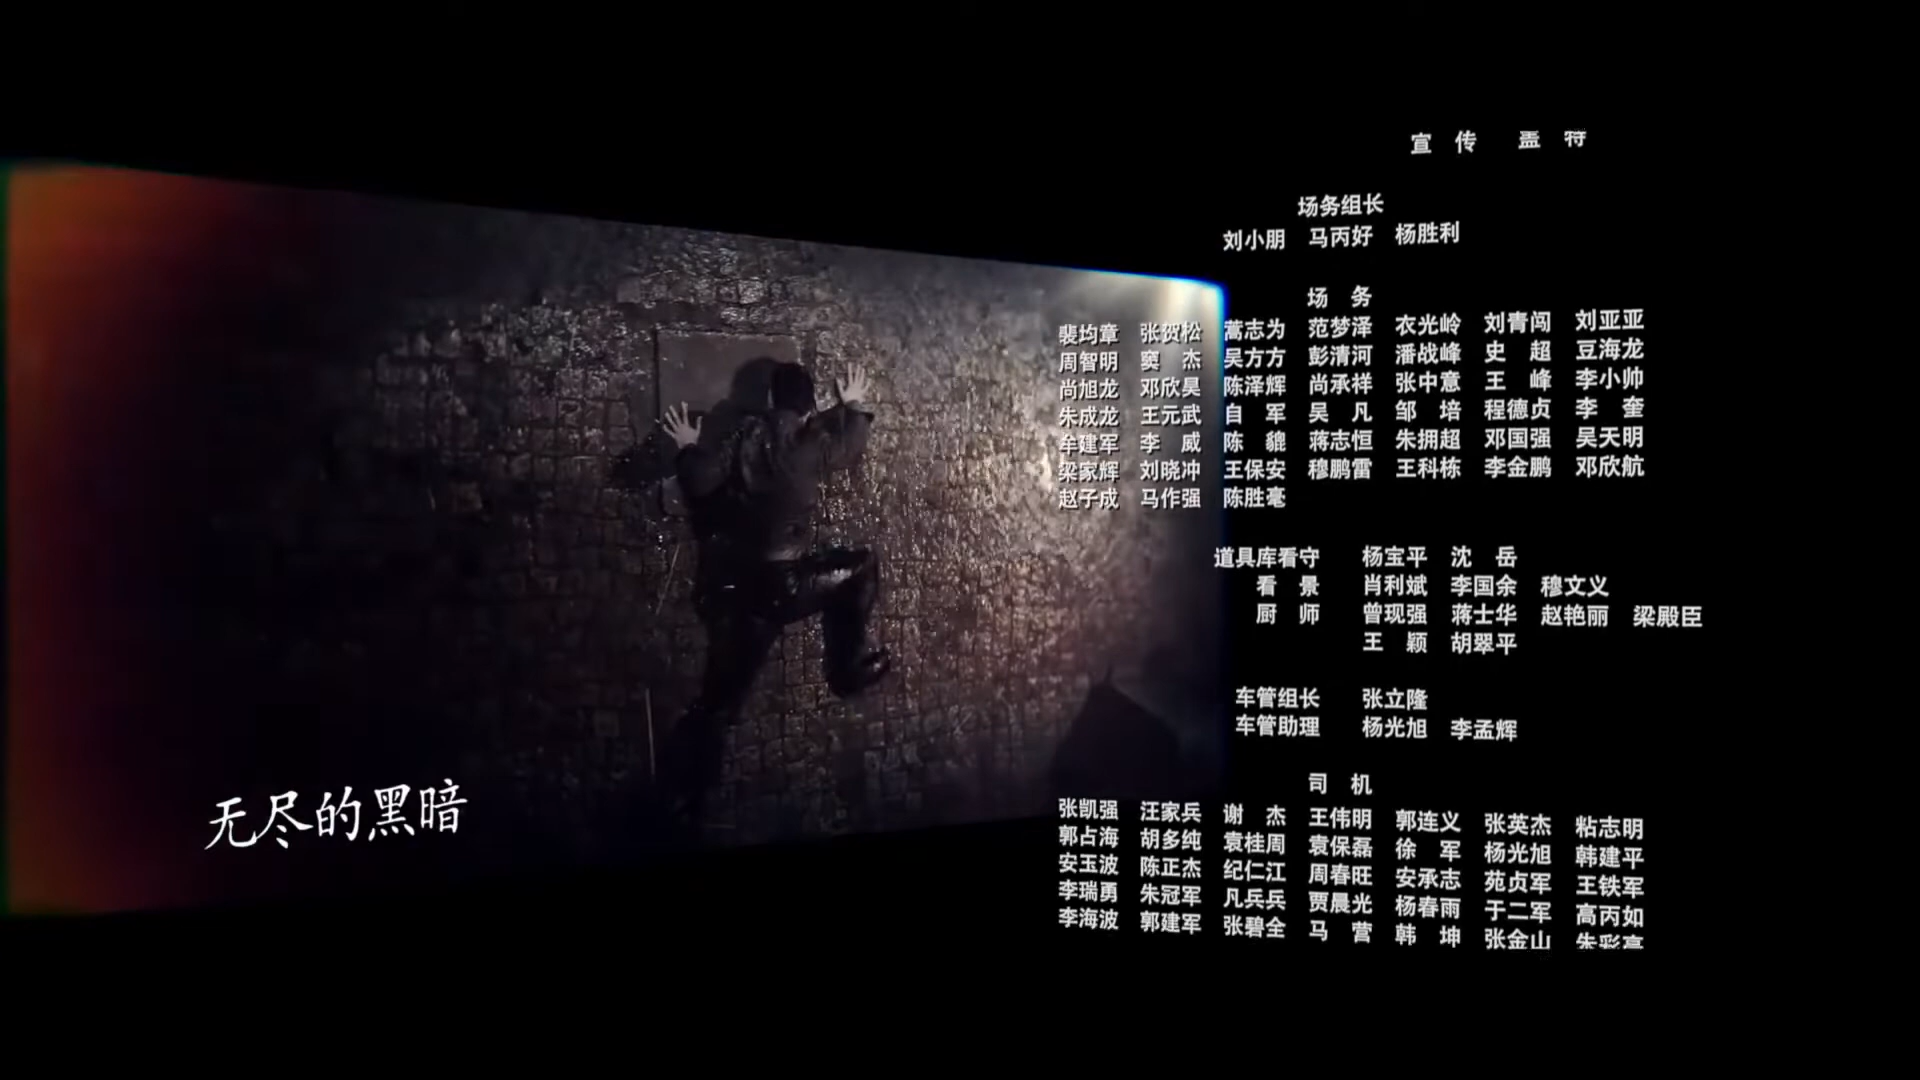 宣 传 盖 特
场务组长
刘小朋 马丙好 杨胜利
场 务
裴均章 张贺松 蒿志为 范梦泽 衣光岭 刘青闯 刘亚亚
周智明 窦 杰 吴方方 彭清河 潘战峰 史 超 豆海龙
尚旭龙 邓欣昊 陈泽辉 尚承祥 张中意 王 峰 李小帅
朱成龙 王元武 自 军 吴 凡 邹 培 程德贞 李 奎
牟建军 李 威 陈 貔 蒋志恒 朱拥超 邓国强 吴天明
梁家辉 刘晓冲 王保安 穆鹏雷 王科栋 李金鹏 邓欣航
赵子成 马作强 陈胜毫
道具库看守 杨宝平 沈 岳
看 景 肖利斌 李国余 穆文义
厨 师 曾现强 蒋士华 赵艳丽 梁殿臣
王 颖 胡翠平
车管组长 张立隆
车管助理 杨光旭 李孟辉
司 机
张凯强 汪家兵 谢 杰 王伟明 郭连义 张英杰 粘志明
郭占海 胡多纯 袁桂周 袁保磊 徐 军 杨光旭 韩建平
安玉波 陈正杰 纪仁江 周春旺 安承志 苑贞军 王铁军
李瑞勇 朱冠军 凡兵兵 贾晨光 杨春雨 于二军 高丙如
李海波 郭建军 张碧全 马 营 韩 坤 张金山 朱彩亮
无尽的黑暗